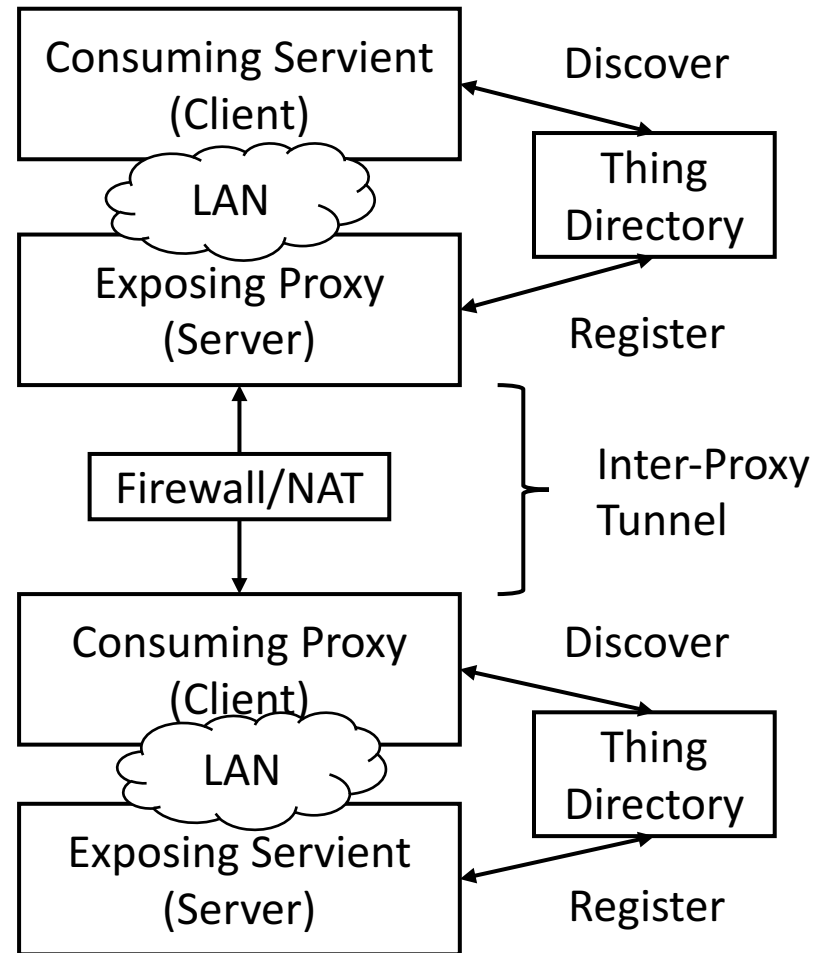 Consuming Servient
(Client)
Discover
LAN
Thing
Directory
Exposing Proxy
(Server)
Register
Firewall/NAT
Inter-Proxy
Tunnel
Consuming Proxy
(Client)
Discover
LAN
Thing
Directory
Exposing Servient
(Server)
Register